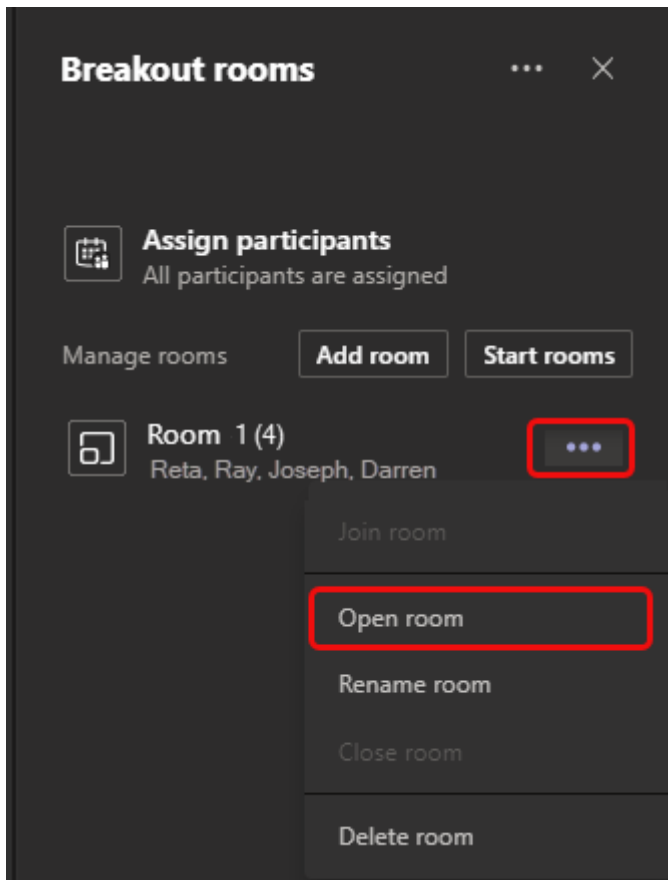 Breakout rooms
Assign participants
All participants are assigned
Manage rooms Add room Start rooms
Room 1 (4)
Reta, Ray, Joseph, Darren
Join room
Open room
Rename room
Close room
Delete room